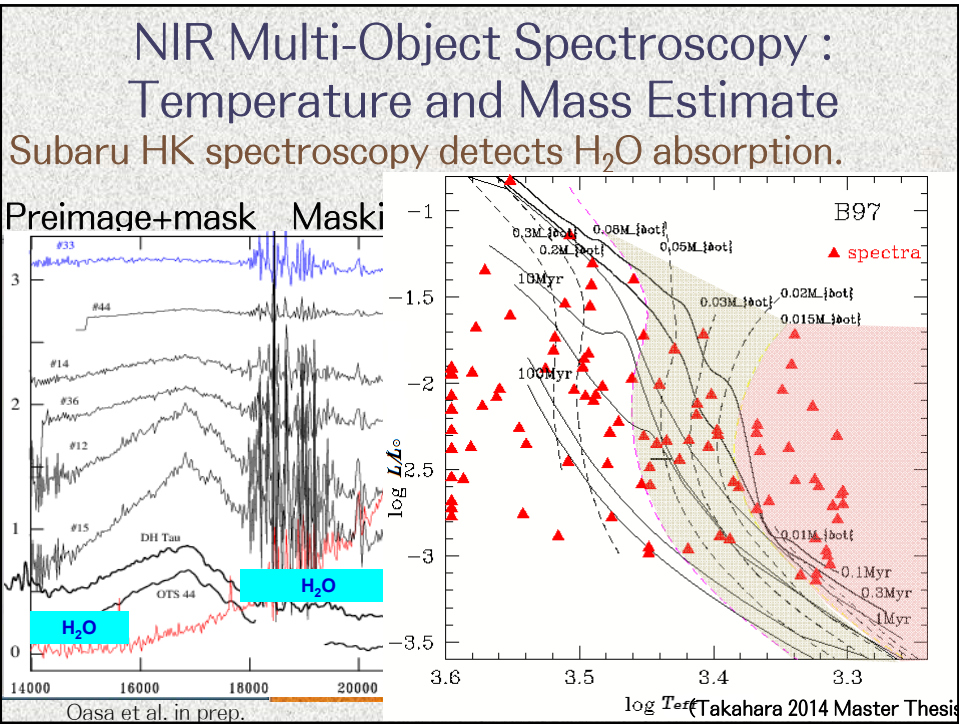 NIR Multi-Object Spectroscopy :
Temperature and Mass Estimate
Subaru HK spectroscopy detects H₂O absorption.
Preimage+mask Maski
#33
#44
#14
#36
#12
#15
DH Tau
OTS 44
H₂O
H₂O
3
2
1
0
14000 16000 18000 20000
Oasa et al. in prep.
B97
▲ spectra
0.3M_{dot}
0.2M_{dot}
0.08M_{dot}
0.05M_{dot}
0.03M_{dot}
0.02M_{dot}
0.015M_{dot}
0.01M_{dot}
10Myr
100Myr
0.1Myr
0.3Myr
1Myr
−1
−1.5
−2
−2.5
−3
−3.5
log L/L⊙
3.6 3.5 3.4 3.3
log Teff
(Takahara 2014 Master Thesis